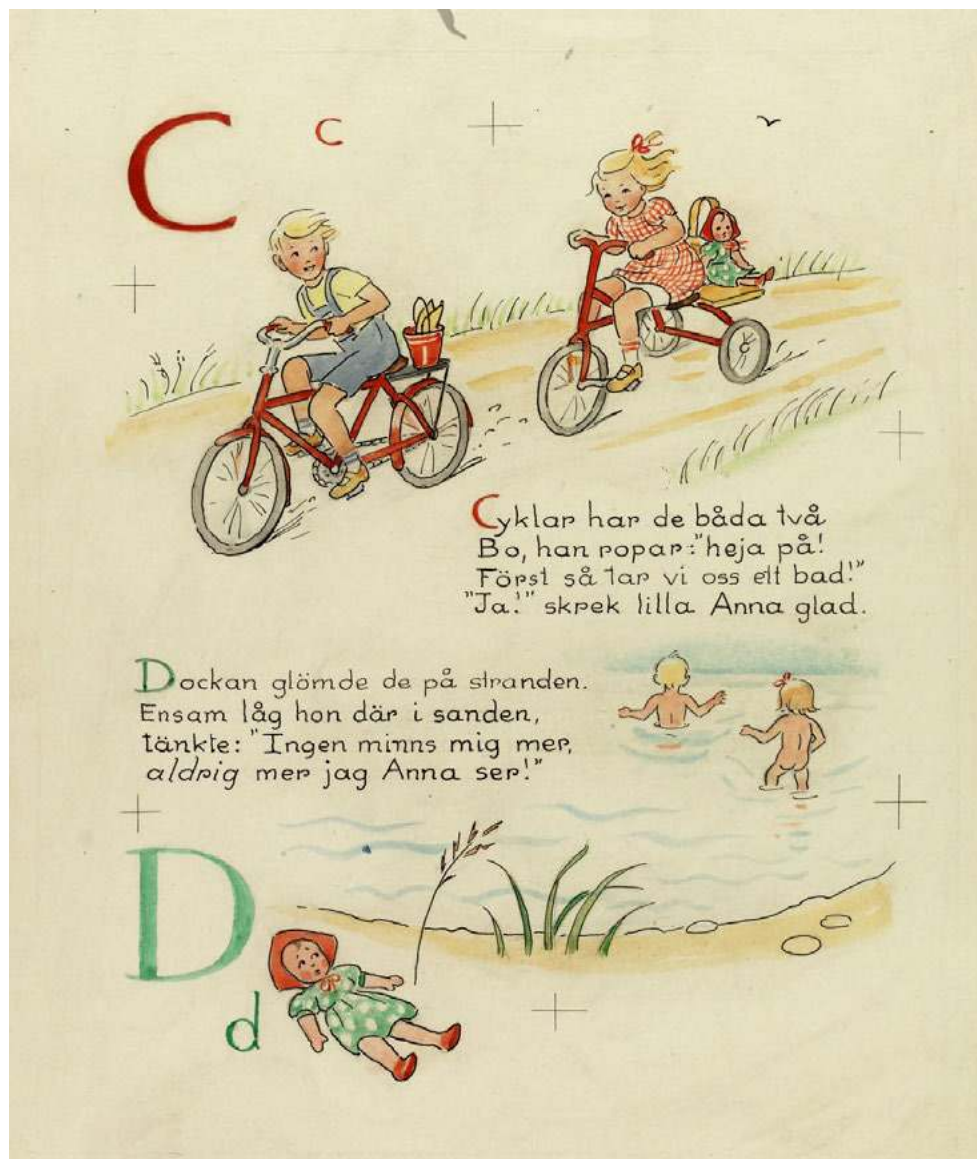 C c
Cyklar har de båda två
Bo, han ropar: "heja på!
Först så tar vi oss ett bad!"
"Ja!" skrek lilla Anna glad.
Dockan glömde de på stranden.
Ensam låg hon där i sanden,
tänkte: "Ingen minns mig mer,
aldrig mer jag Anna ser!"
D
d